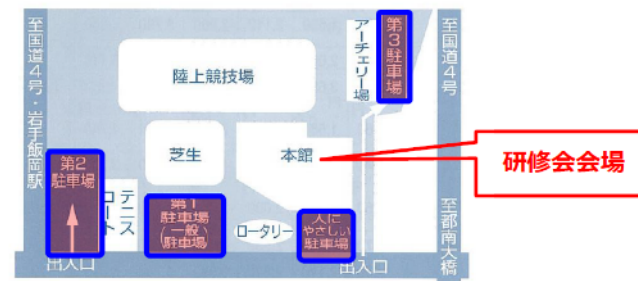 至国道4号・岩手飯岡駅
陸上競技場
アーチェリー場
第3駐車場
至国道4号
芝生
本館
研修会会場
第2
駐車場
テニス
コート
第1
駐車場
(一般)
駐車場
ロータリー
人に
やさしい
駐車場
至都南大橋
出入口
出入口